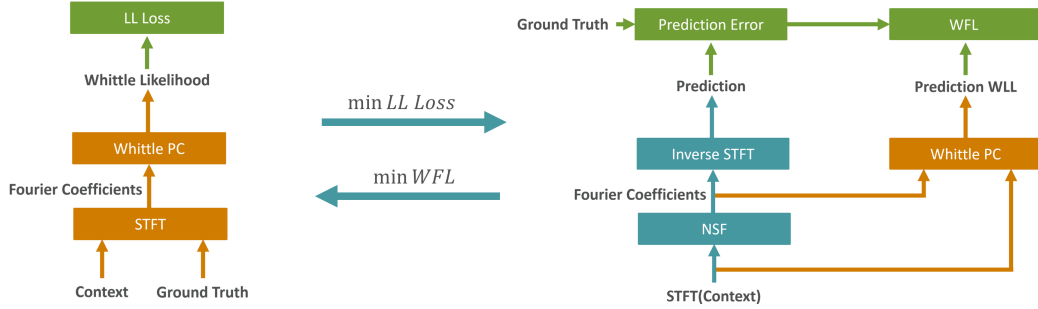 LL Loss
Whittle Likelihood
Whittle PC
Fourier Coefficients
STFT
Context
Ground Truth
min LL Loss
min WFL
Ground Truth
Prediction Error
WFL
Prediction
Prediction WLL
Inverse STFT
Whittle PC
Fourier Coefficients
NSF
STFT(Context)